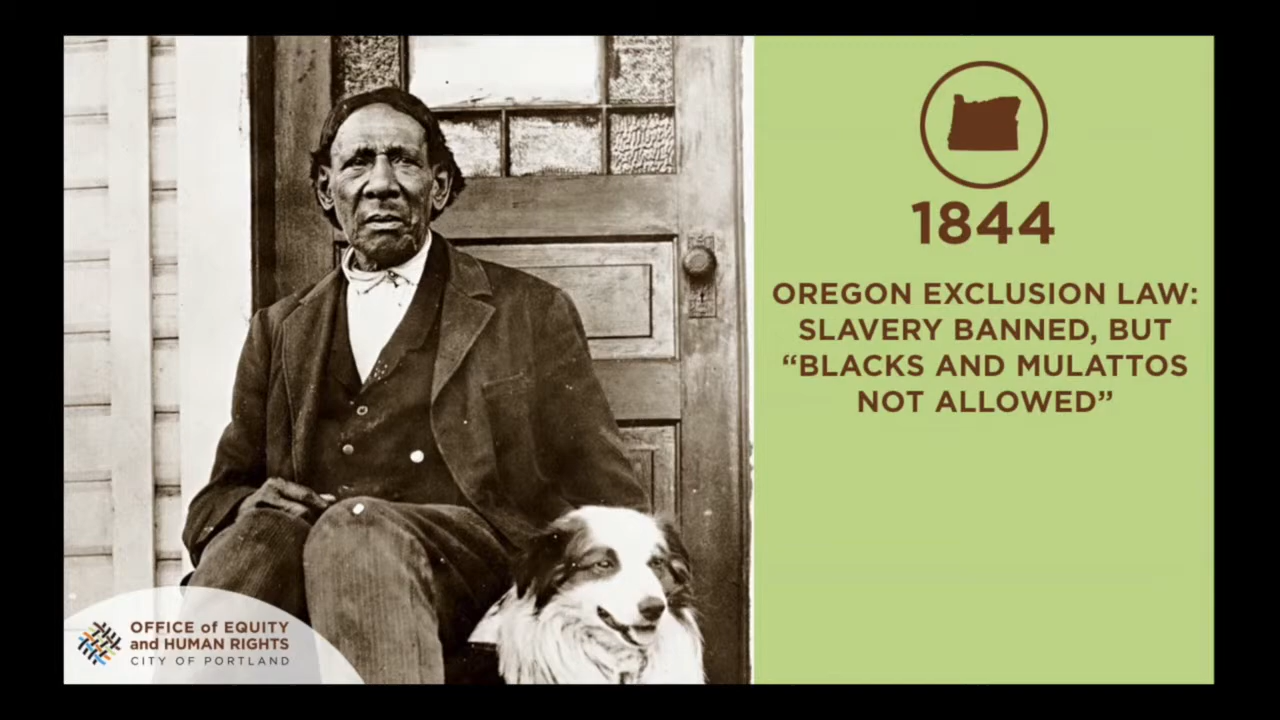 1844
OREGON EXCLUSION LAW:
SLAVERY BANNED, BUT
“BLACKS AND MULATTOS
NOT ALLOWED”
OFFICE of EQUITY
and HUMAN RIGHTS
CITY OF PORTLAND